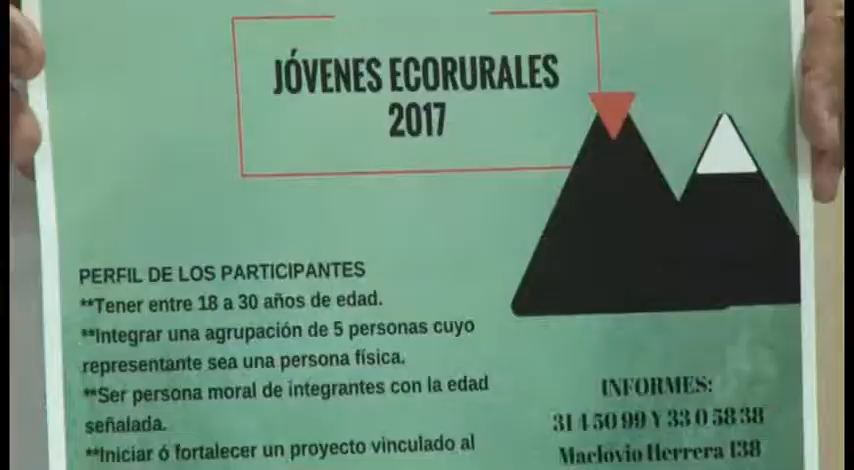 JÓVENES ECORURALES
2017
PERFIL DE LOS PARTICIPANTES
**Tener entre 18 a 30 años de edad.
**Integrar una agrupación de 5 personas cuyo
representante sea una persona física.
**Ser persona moral de integrantes con la edad
señalada.
**Iniciar ó fortalecer un proyecto vinculado al
INFORMES:
31 4 50 99 Y 33 0 58 38
Maclovio Herrera 138